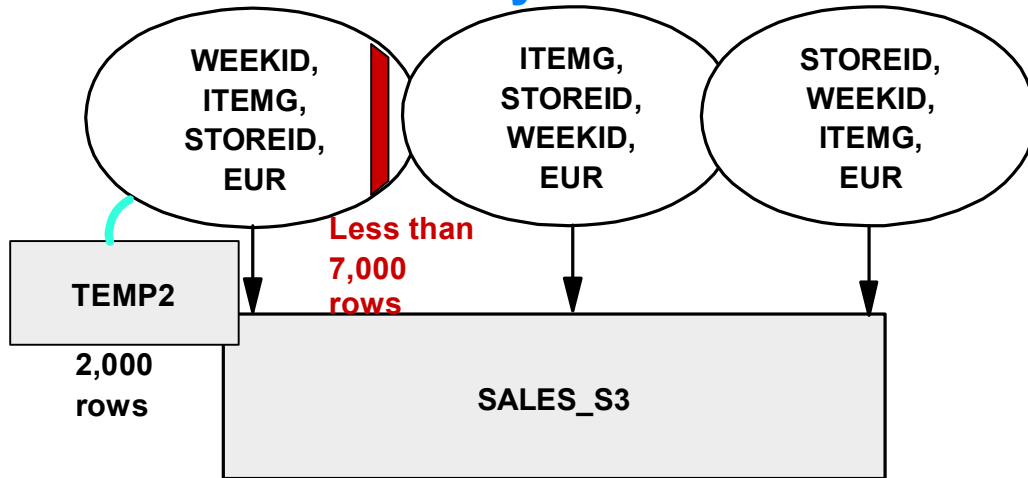 WEEKID,
ITEMG,
STOREID,
EUR
ITEMG,
STOREID,
WEEKID,
EUR
STOREID,
WEEKID,
ITEMG,
EUR
Less than
7,000
rows
TEMP2
2,000
rows
SALES_S3